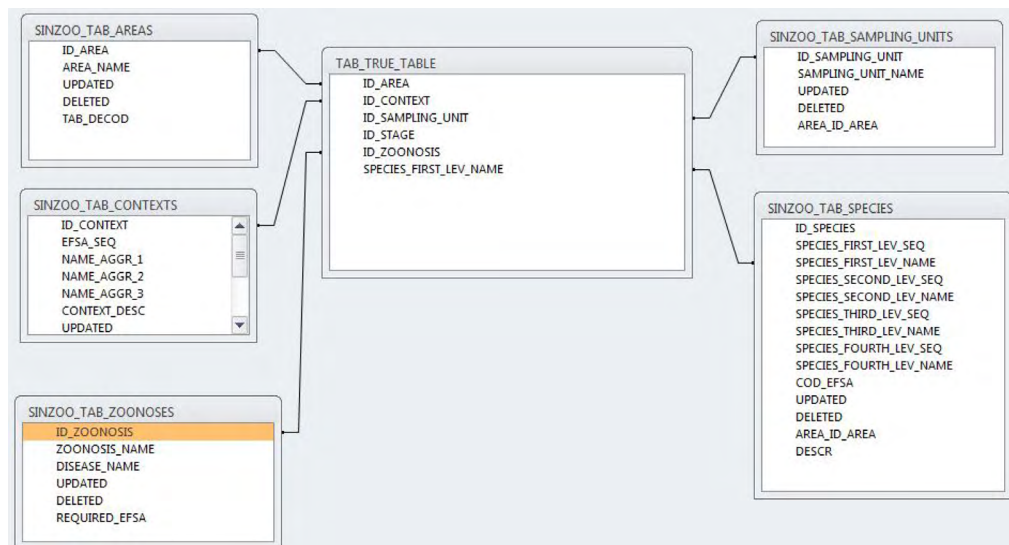 SINZOO_TAB_AREAS
ID_AREA
AREA_NAME
UPDATED
DELETED
TAB_DECOD
SINZOO_TAB_CONTEXTS
ID_CONTEXT
EFSA_SEQ
NAME_AGGR_1
NAME_AGGR_2
NAME_AGGR_3
CONTEXT_DESC
UPDATED
SINZOO_TAB_ZOONOSES
ID_ZOONOSIS
ZOONOSIS_NAME
DISEASE_NAME
UPDATED
DELETED
REQUIRED_EFSA
TAB_TRUE_TABLE
ID_AREA
ID_CONTEXT
ID_SAMPLING_UNIT
ID_STAGE
ID_ZOONOSIS
SPECIES_FIRST_LEV_NAME
SINZOO_TAB_SAMPLING_UNITS
ID_SAMPLING_UNIT
SAMPLING_UNIT_NAME
UPDATED
DELETED
AREA_ID_AREA
SINZOO_TAB_SPECIES
ID_SPECIES
SPECIES_FIRST_LEV_SEQ
SPECIES_FIRST_LEV_NAME
SPECIES_SECOND_LEV_SEQ
SPECIES_SECOND_LEV_NAME
SPECIES_THIRD_LEV_SEQ
SPECIES_THIRD_LEV_NAME
SPECIES_FOURTH_LEV_SEQ
SPECIES_FOURTH_LEV_NAME
COD_EFSA
UPDATED
DELETED
AREA_ID_AREA
DESCR